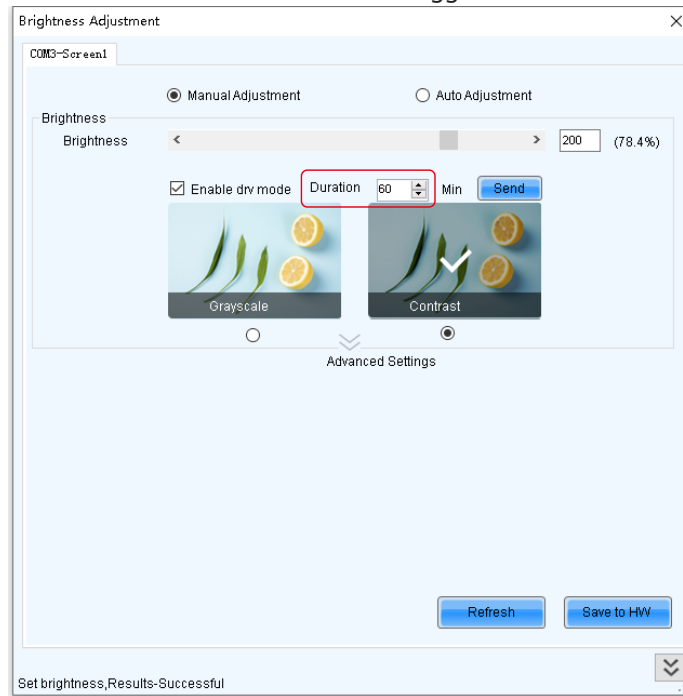 Brightness Adjustment
COM3-Screen1
Manual Adjustment Auto Adjustment
Brightness
Brightness 200 (78.4%)
Enable drv mode Duration 60 Min Send
Grayscale Contrast
Advanced Settings
Refresh Save to HW
Set brightness,Results-Successful